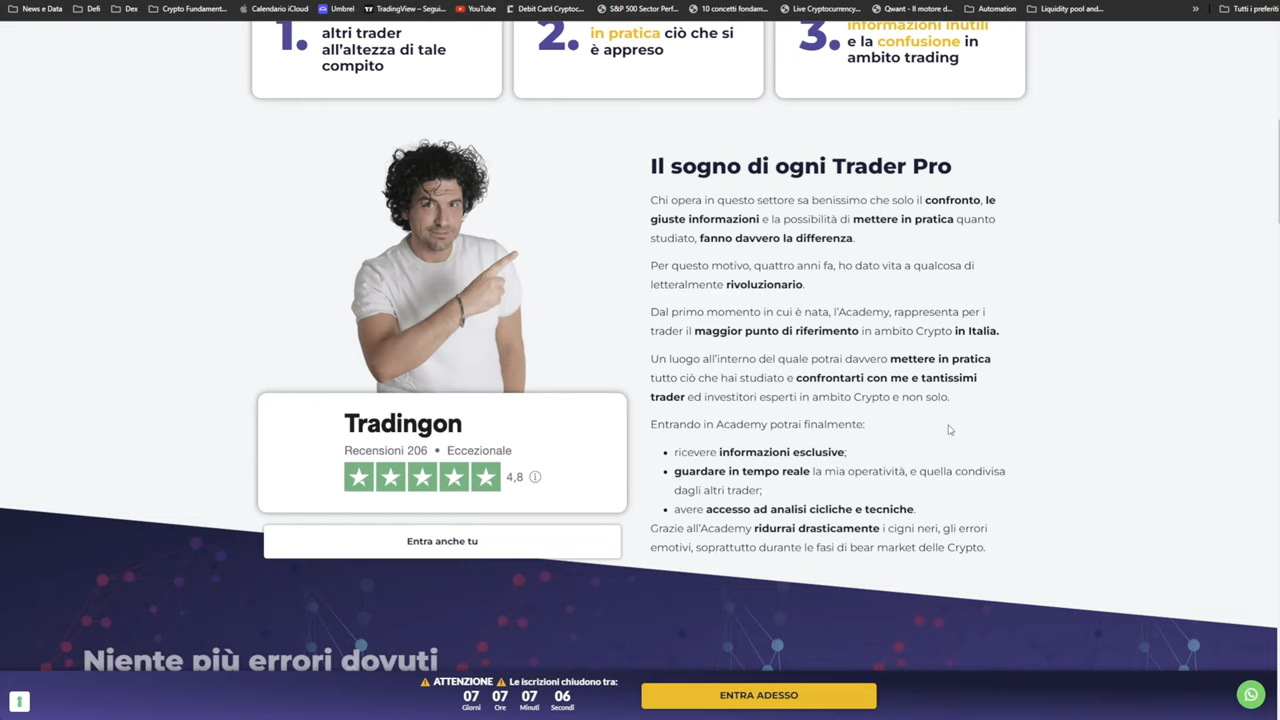 News e Data
Defi
Dex
Crypto Fundament...
Calendario iCloud
Umbrel
TradingView – Segui...
YouTube
Debit Card Cryptoc...
S&P 500 Sector Perf...
10 concetti fondam...
Live Cryptocurrency...
Qwant - Il motore d...
Automation
Liquidity pool and...
»
Tutti i preferiti
1.
altri trader
all'altezza di tale
compito
2.
in pratica ciò che si
è appreso
3.
informazioni inutili
e la confusione in
ambito trading
Il sogno di ogni Trader Pro
Chi opera in questo settore sa benissimo che solo il confronto, le
giuste informazioni e la possibilità di mettere in pratica quanto
studiato, fanno davvero la differenza.
Per questo motivo, quattro anni fa, ho dato vita a qualcosa di
letteralmente rivoluzionario.
Dal primo momento in cui è nata, l'Academy, rappresenta per i
trader il maggior punto di riferimento in ambito Crypto in Italia.
Un luogo all'interno del quale potrai davvero mettere in pratica
tutto ciò che hai studiato e confrontarti con me e tantissimi
trader ed investitori esperti in ambito Crypto e non solo.
Entrando in Academy potrai finalmente:
• ricevere informazioni esclusive;
• guardare in tempo reale la mia operatività, e quella condivisa
dagli altri trader;
• avere accesso ad analisi cicliche e tecniche.
Grazie all'Academy ridurrai drasticamente i cigni neri, gli errori
emotivi, soprattutto durante le fasi di bear market delle Crypto.
Tradingon
Recensioni 206 • Eccezionale
4,8
Entra anche tu
Niente più errori dovuti
⚠ ATTENZIONE ⚠ Le iscrizioni chiudono tra:
07 07 07 06
Giorni Ore Minuti Secondi
ENTRA ADESSO